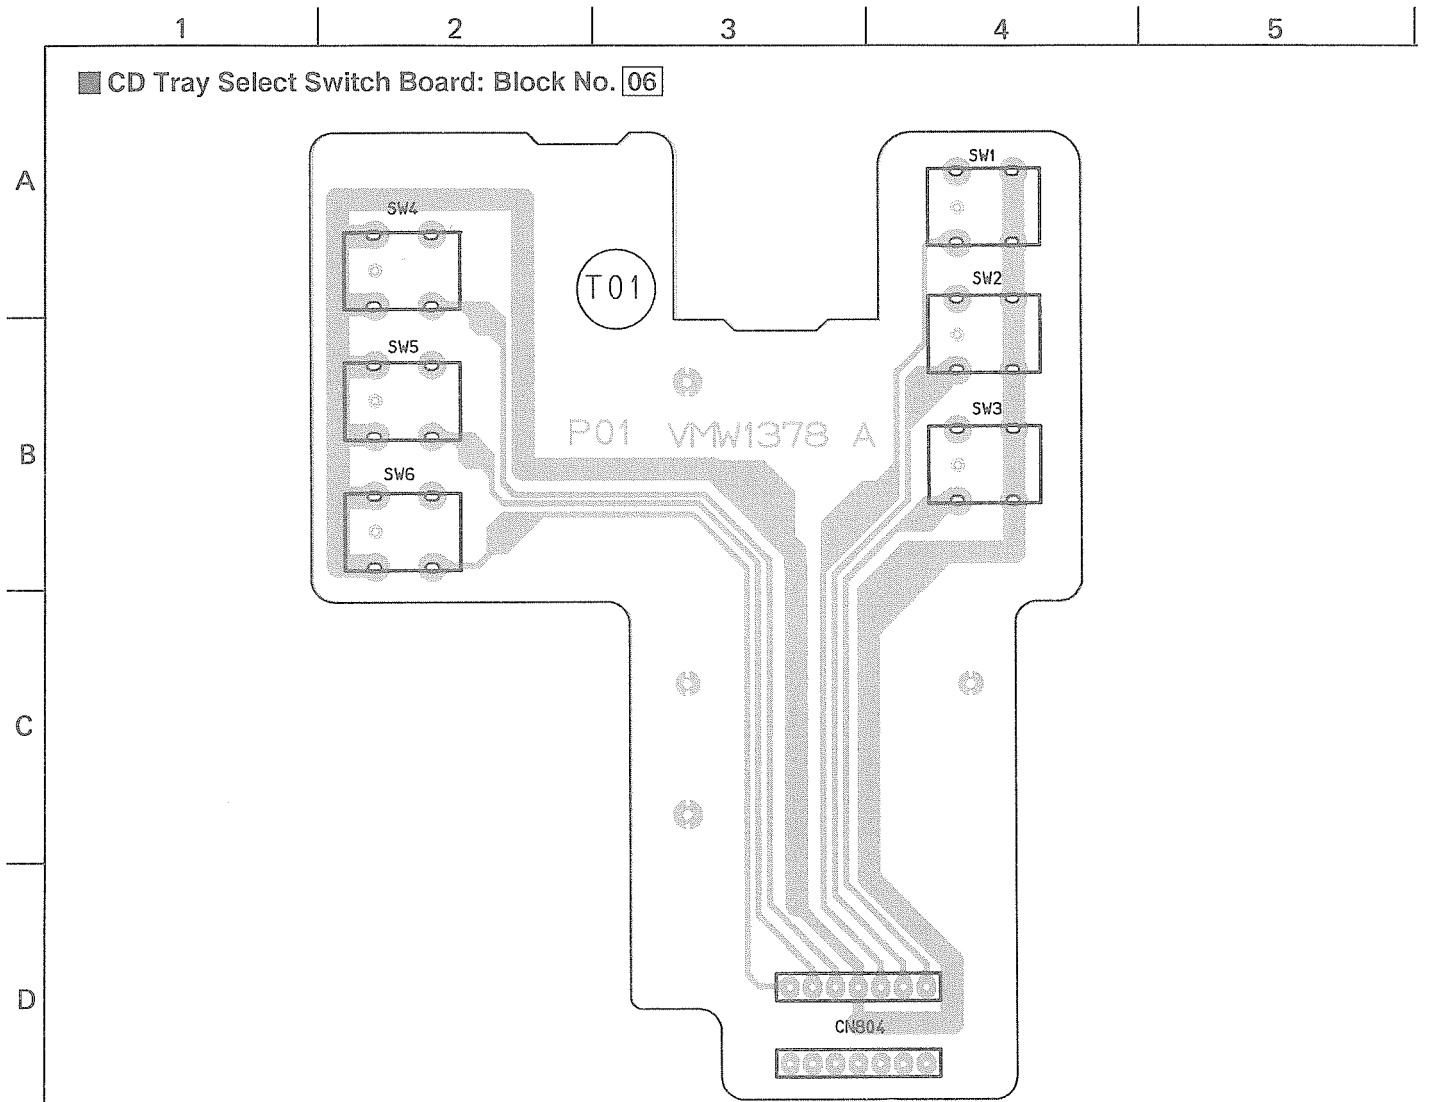 1 2 3 4 5
■ CD Tray Select Switch Board: Block No. 06
A
SW1
SW4
SW2
T01
SW5
SW3
P01 VMW1378 A
B
SW6
C
D
CN804